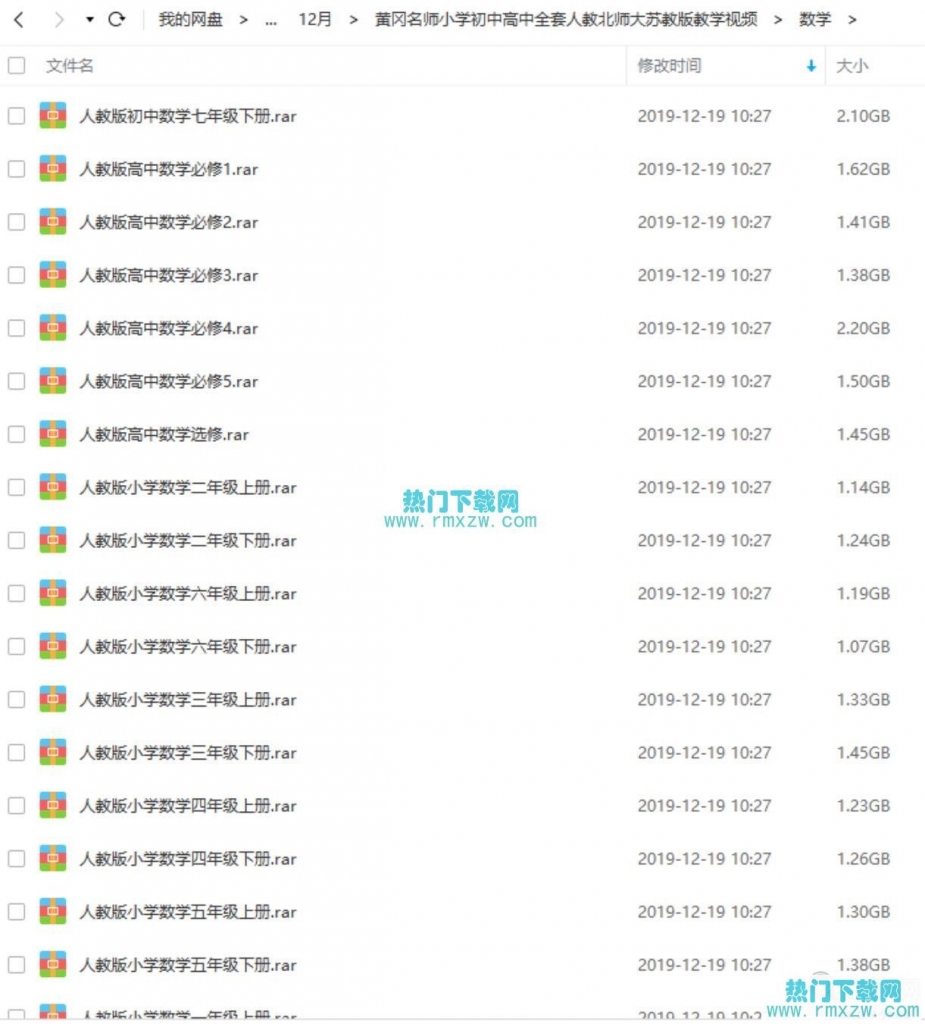 我的网盘 > ... 12月 > 黄冈名师小学初中高中全套人教北师大苏教版教学视频 > 数学 >
文件名 修改时间 大小
人教版初中数学七年级下册.rar 2019-12-19 10:27 2.10GB
人教版高中数学必修1.rar 2019-12-19 10:27 1.62GB
人教版高中数学必修2.rar 2019-12-19 10:27 1.41GB
人教版高中数学必修3.rar 2019-12-19 10:27 1.38GB
人教版高中数学必修4.rar 2019-12-19 10:27 2.20GB
人教版高中数学必修5.rar 2019-12-19 10:27 1.50GB
人教版高中数学选修.rar 2019-12-19 10:27 1.45GB
人教版小学数学二年级上册.rar 2019-12-19 10:27 1.14GB
热门下载网
www.rmxzw.com
人教版小学数学二年级下册.rar 2019-12-19 10:27 1.24GB
人教版小学数学六年级上册.rar 2019-12-19 10:27 1.19GB
人教版小学数学六年级下册.rar 2019-12-19 10:27 1.07GB
人教版小学数学三年级上册.rar 2019-12-19 10:27 1.33GB
人教版小学数学三年级下册.rar 2019-12-19 10:27 1.45GB
人教版小学数学四年级上册.rar 2019-12-19 10:27 1.23GB
人教版小学数学四年级下册.rar 2019-12-19 10:27 1.26GB
人教版小学数学五年级上册.rar 2019-12-19 10:27 1.30GB
人教版小学数学五年级下册.rar 2019-12-19 10:27 1.38GB
热门下载网
人教版小学数学一年级上册.rar 2019-12-19 10:2
www.rmxzw.com